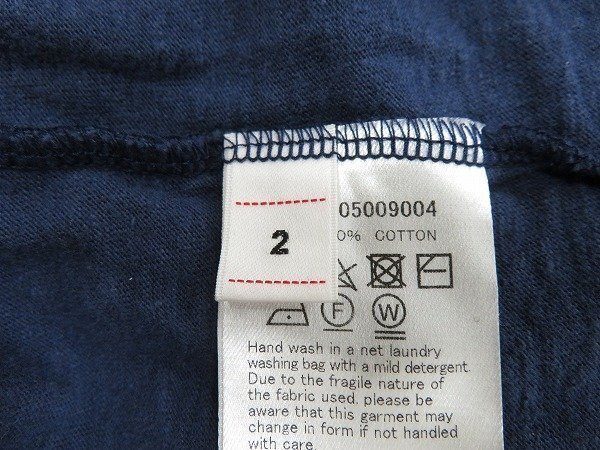 2
05009004
0% COTTON
F W
Hand wash in a net laundry
washing bag with a mild detergent.
Due to the fragile nature of
the fabric used, please be
aware that this garment may
change in form if not handled
with care.